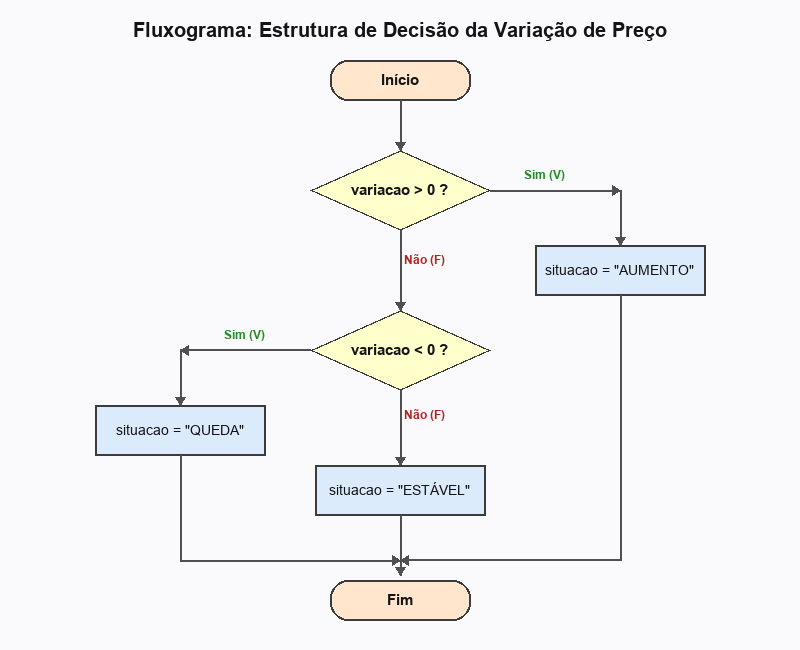 Fluxograma: Estrutura de Decisão da Variação de Preço
Início
variacao > 0 ?
Sim (V)
Não (F)
situacao = "AUMENTO"
variacao < 0 ?
Sim (V)
Não (F)
situacao = "QUEDA"
situacao = "ESTÁVEL"
Fim